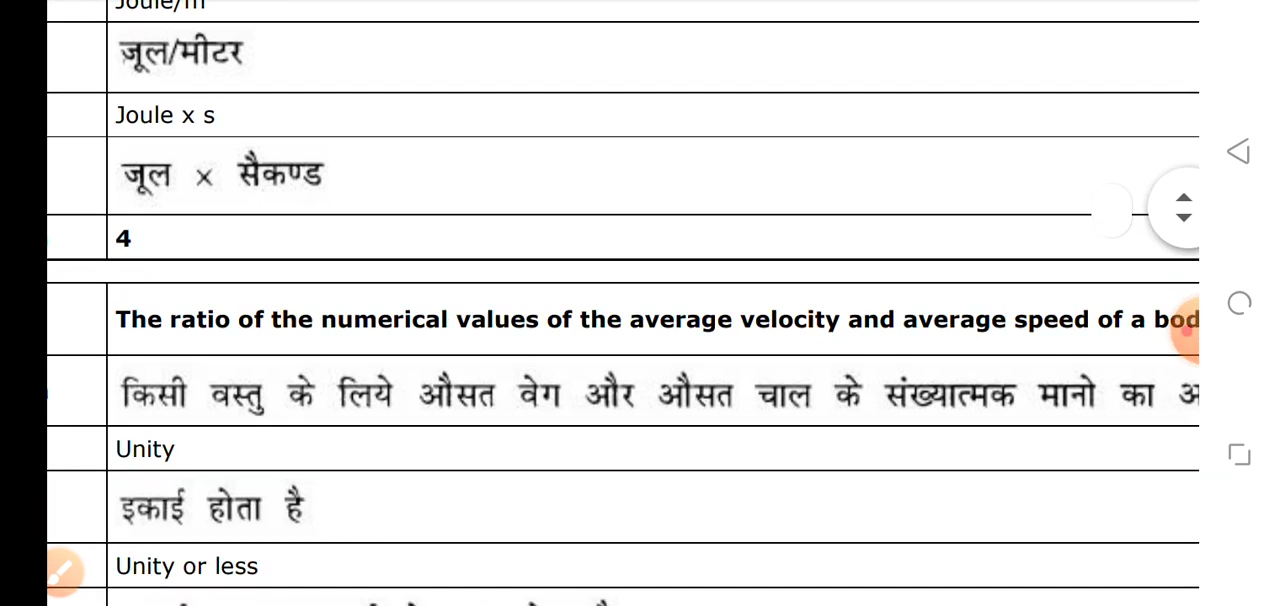 Joule/m
जूल/मीटर
Joule x s
जूल x सैकण्ड
4
The ratio of the numerical values of the average velocity and average speed of a bod
किसी वस्तु के लिये औसत वेग और औसत चाल के संख्यात्मक मानो का
Unity
इकाई होता है
Unity or less